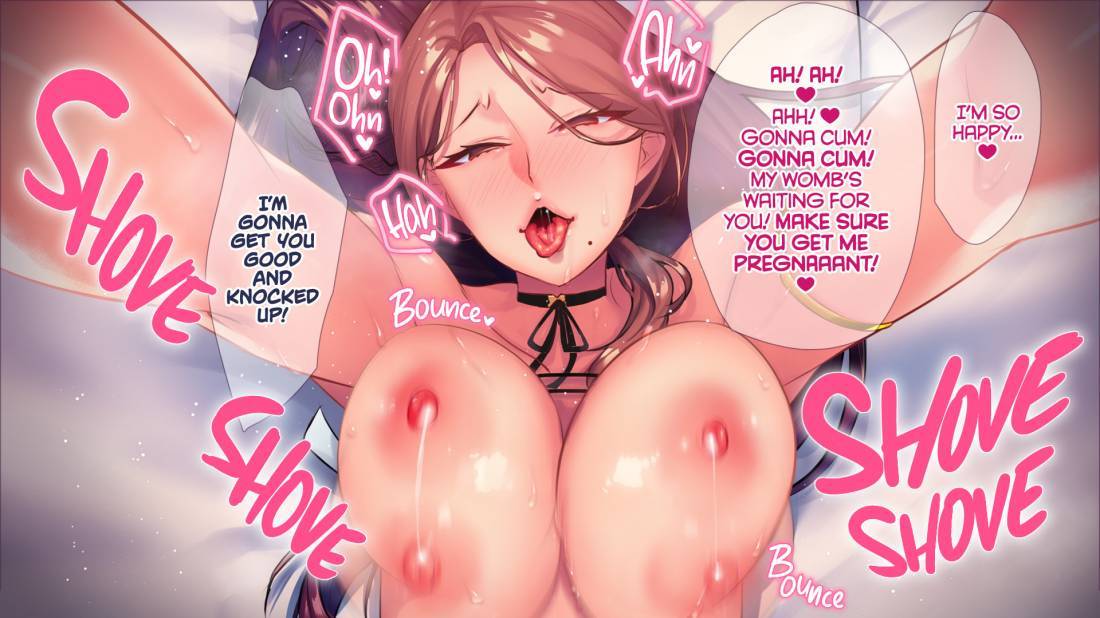 SHOVE
Oh!
Ohn
Ahn
AH! AH!
AHH!
GONNA CUM!
GONNA CUM!
MY WOMB'S
WAITING FOR
YOU! MAKE SURE
YOU GET ME
PREGNAAANT!
I'M SO
HAPPY...
I'M
GONNA
GET YOU
GOOD
AND
KNOCKED
UP!
Hah
Bounce
SHOVE
SHOVE
SHOVE
Bounce